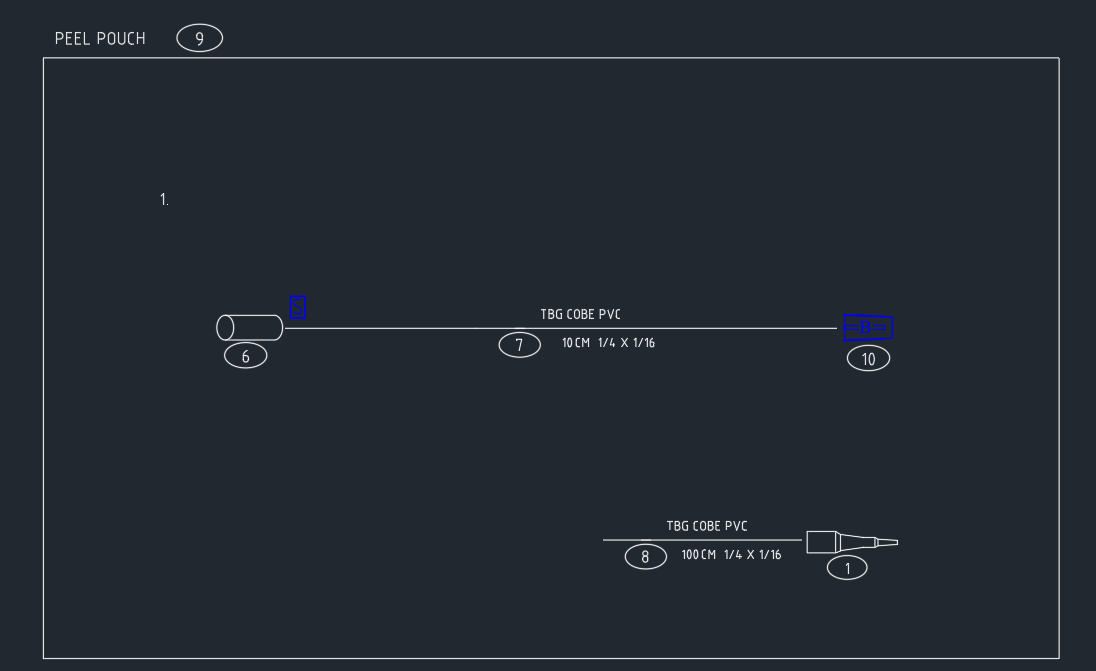 PEEL POUCH 9
1.
TBG COBE PVC
6 7 10CM 1/4 X 1/16 B 10
TBG COBE PVC
8 100CM 1/4 X 1/16 1